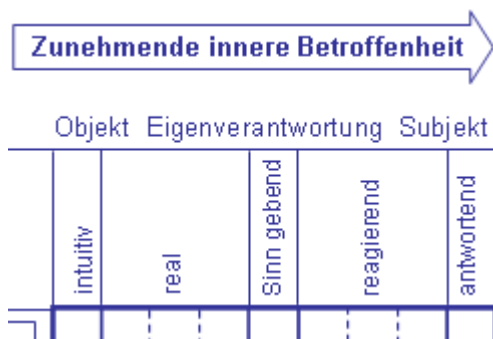 Zunehmende innere Betroffenheit
Objekt Eigenverantwortung Subjekt
intuitiv
real
Sinn gebend
reagierend
antwortend